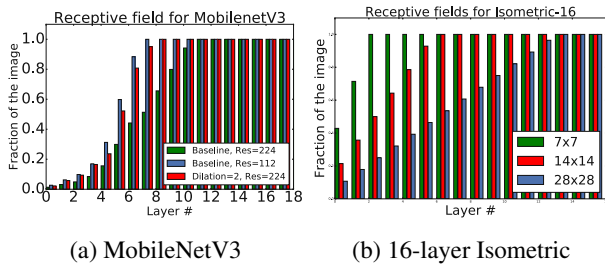 Receptive field for MobilenetV3
Fraction of the image
1.0
0.8
0.6
0.4
0.2
0.0
0 2 4 6 8 10 12 14 16 18
Layer #
Baseline, Res=224
Baseline, Res=112
Dilation=2, Res=224
(a) MobileNetV3
Receptive fields for Isometric-16
Fraction of the image
Layer #
7x7
14x14
28x28
(b) 16-layer Isometric